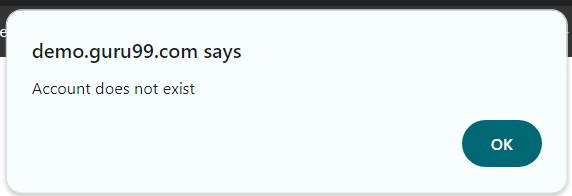 demo.guru99.com says
Account does not exist
OK